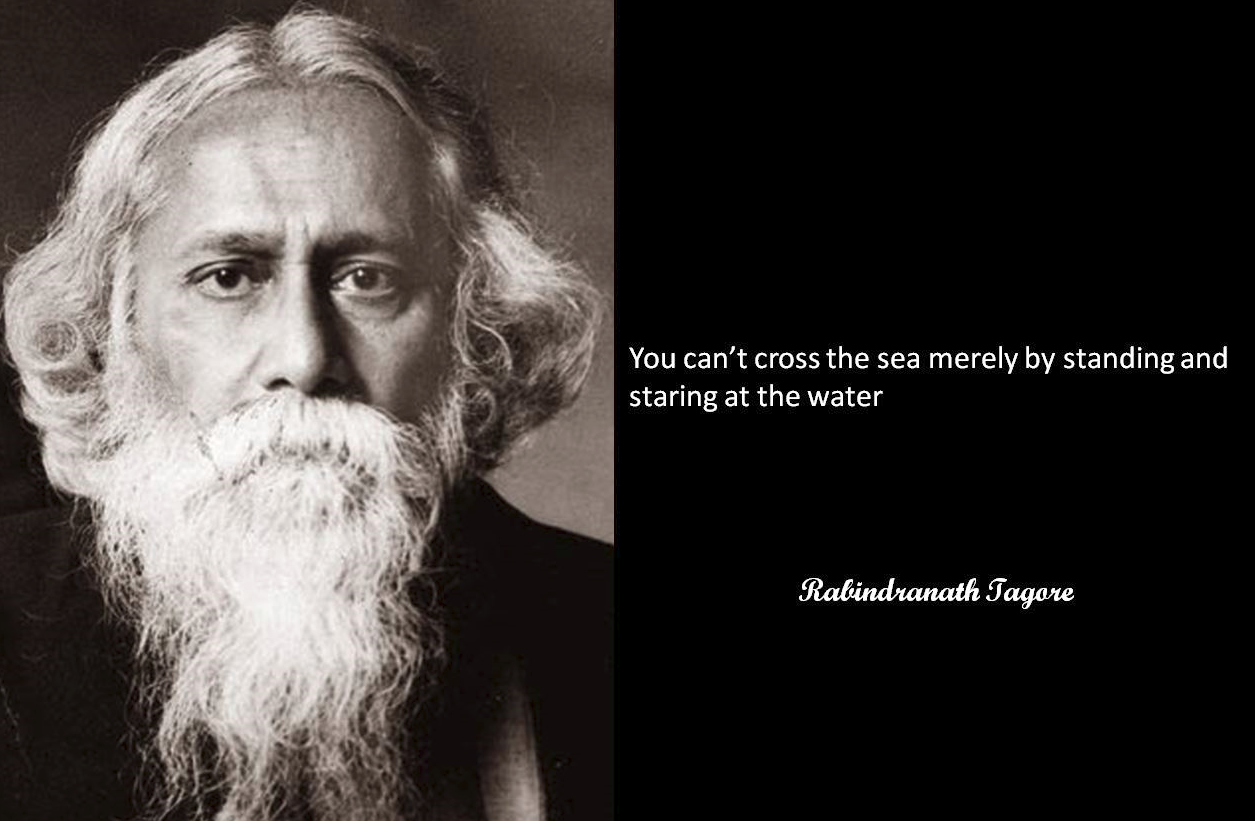 You can’t cross the sea merely by standing and
staring at the water
Rabindranath Tagore